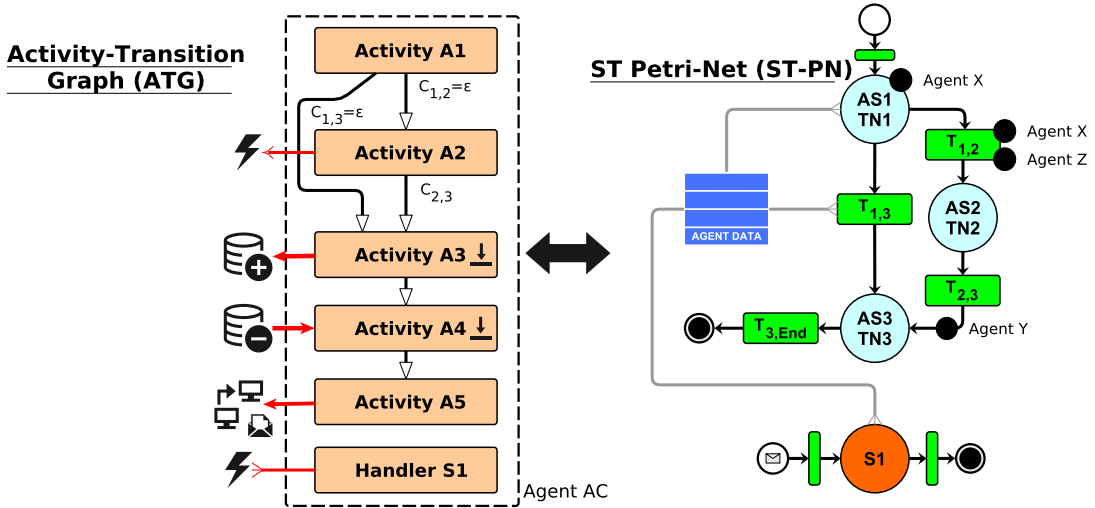 Activity-Transition
Graph (ATG)
Activity A1
C1,2=ε
C1,3=ε
Activity A2
C2,3
Activity A3
Activity A4
Activity A5
Handler S1
Agent AC
ST Petri-Net (ST-PN)
Agent X
AS1
TN1
T1,2
Agent X
Agent Z
AGENT DATA
T1,3
AS2
TN2
T2,3
Agent Y
AS3
TN3
T3,End
S1